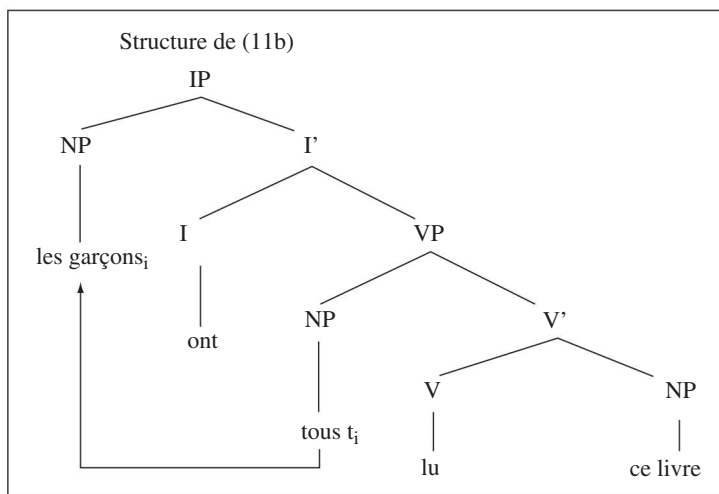 Structure de (11b)
IP
NP I’
I VP
les garçonsᵢ
NP V’
ont
V NP
tous tᵢ
lu ce livre